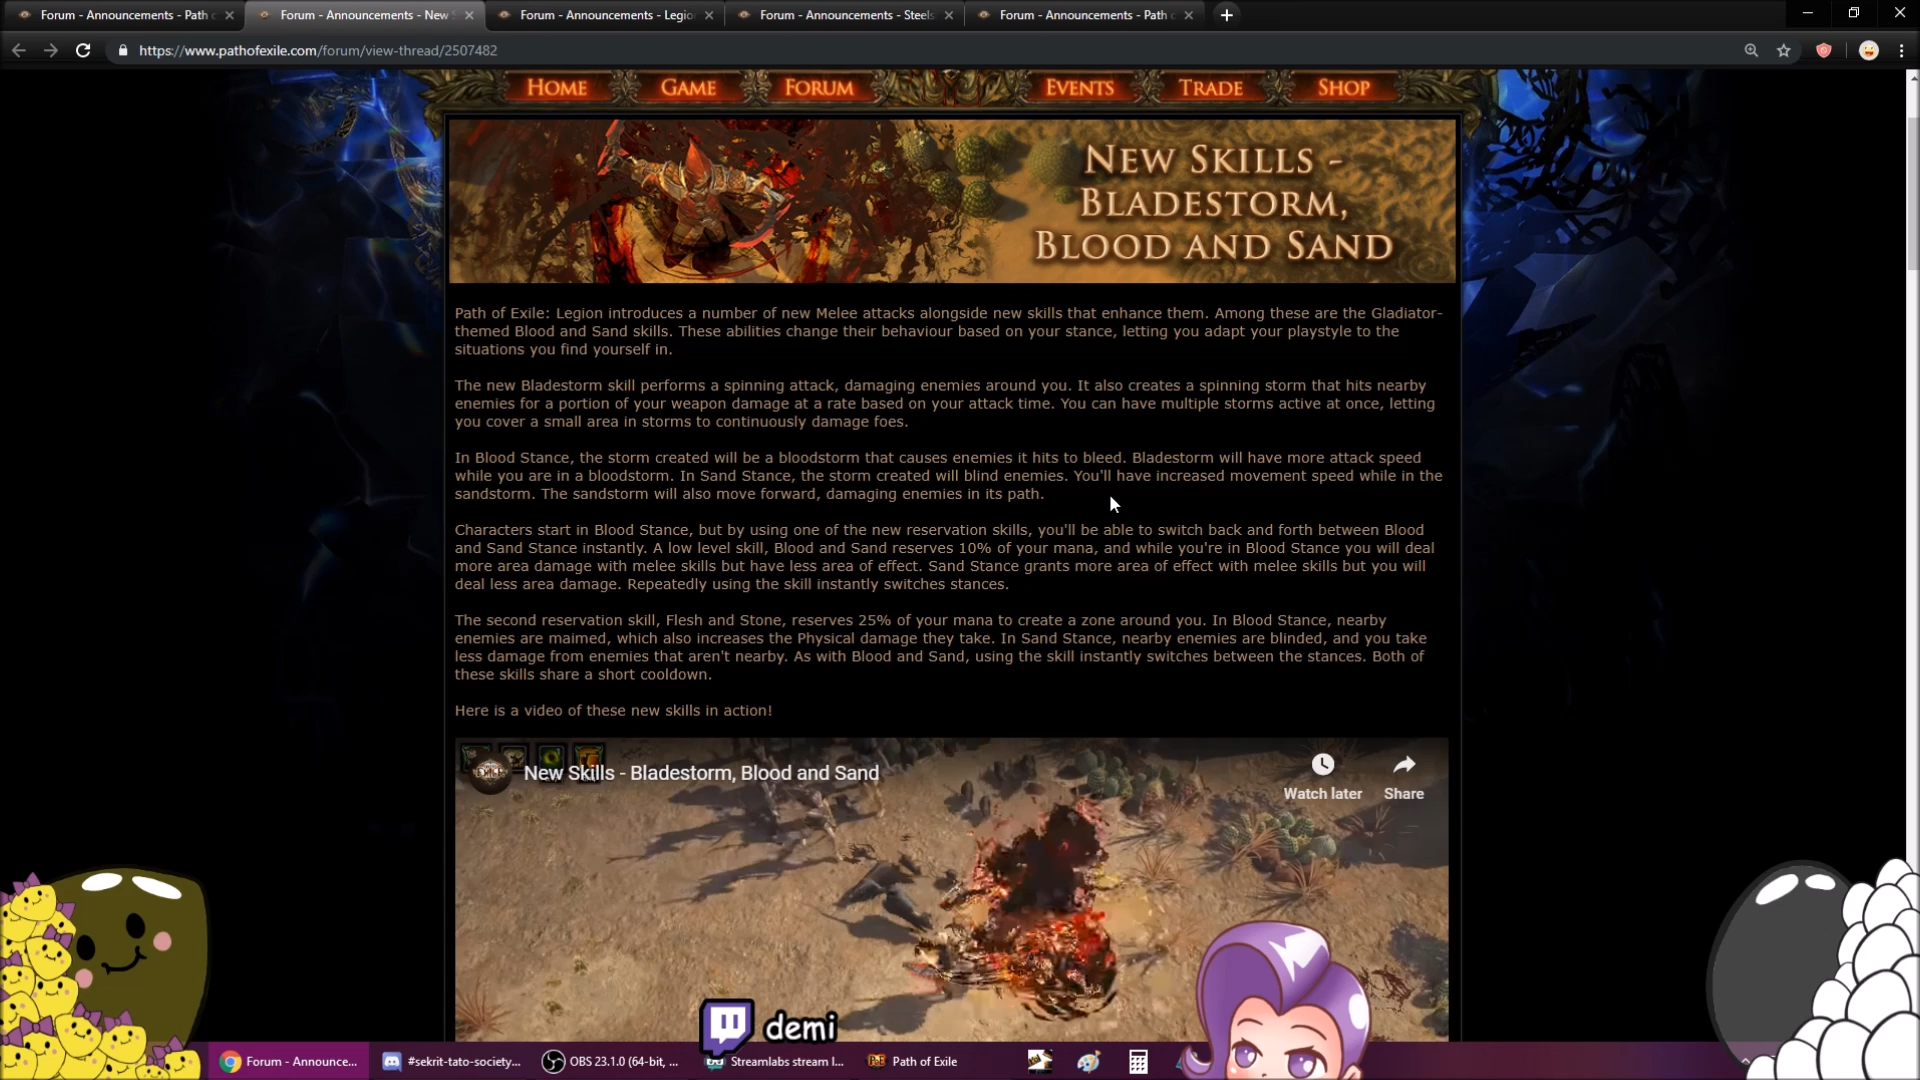 Forum - Announcements - Path o
Forum - Announcements - New S
Forum - Announcements - Legio
Forum - Announcements - Steels
Forum - Announcements - Path o
https://www.pathofexile.com/forum/view-thread/2507482
HOME
GAME
FORUM
EVENTS
TRADE
SHOP
NEW SKILLS -
BLADESTORM,
BLOOD AND SAND
Path of Exile: Legion introduces a number of new Melee attacks alongside new skills that enhance them. Among these are the Gladiator-
themed Blood and Sand skills. These abilities change their behaviour based on your stance, letting you adapt your playstyle to the
situations you find yourself in.
The new Bladestorm skill performs a spinning attack, damaging enemies around you. It also creates a spinning storm that hits nearby
enemies for a portion of your weapon damage at a rate based on your attack time. You can have multiple storms active at once, letting
you cover a small area in storms to continuously damage foes.
In Blood Stance, the storm created will be a bloodstorm that causes enemies it hits to bleed. Bladestorm will have more attack speed
while you are in a bloodstorm. In Sand Stance, the storm created will blind enemies. You'll have increased movement speed while in the
sandstorm. The sandstorm will also move forward, damaging enemies in its path.
Characters start in Blood Stance, but by using one of the new reservation skills, you'll be able to switch back and forth between Blood
and Sand Stance instantly. A low level skill, Blood and Sand reserves 10% of your mana, and while you're in Blood Stance you will deal
more area damage with melee skills but have less area of effect. Sand Stance grants more area of effect with melee skills but you will
deal less area damage. Repeatedly using the skill instantly switches stances.
The second reservation skill, Flesh and Stone, reserves 25% of your mana to create a zone around you. In Blood Stance, nearby
enemies are maimed, which also increases the Physical damage they take. In Sand Stance, nearby enemies are blinded, and you take
less damage from enemies that aren't nearby. As with Blood and Sand, using the skill instantly switches between the stances. Both of
these skills share a short cooldown.
Here is a video of these new skills in action!
New Skills - Bladestorm, Blood and Sand
Watch later
Share
demi
Forum - Announce...
#sekrit-tato-society...
OBS 23.1.0 (64-bit, ...
Streamlabs stream l...
Path of Exile